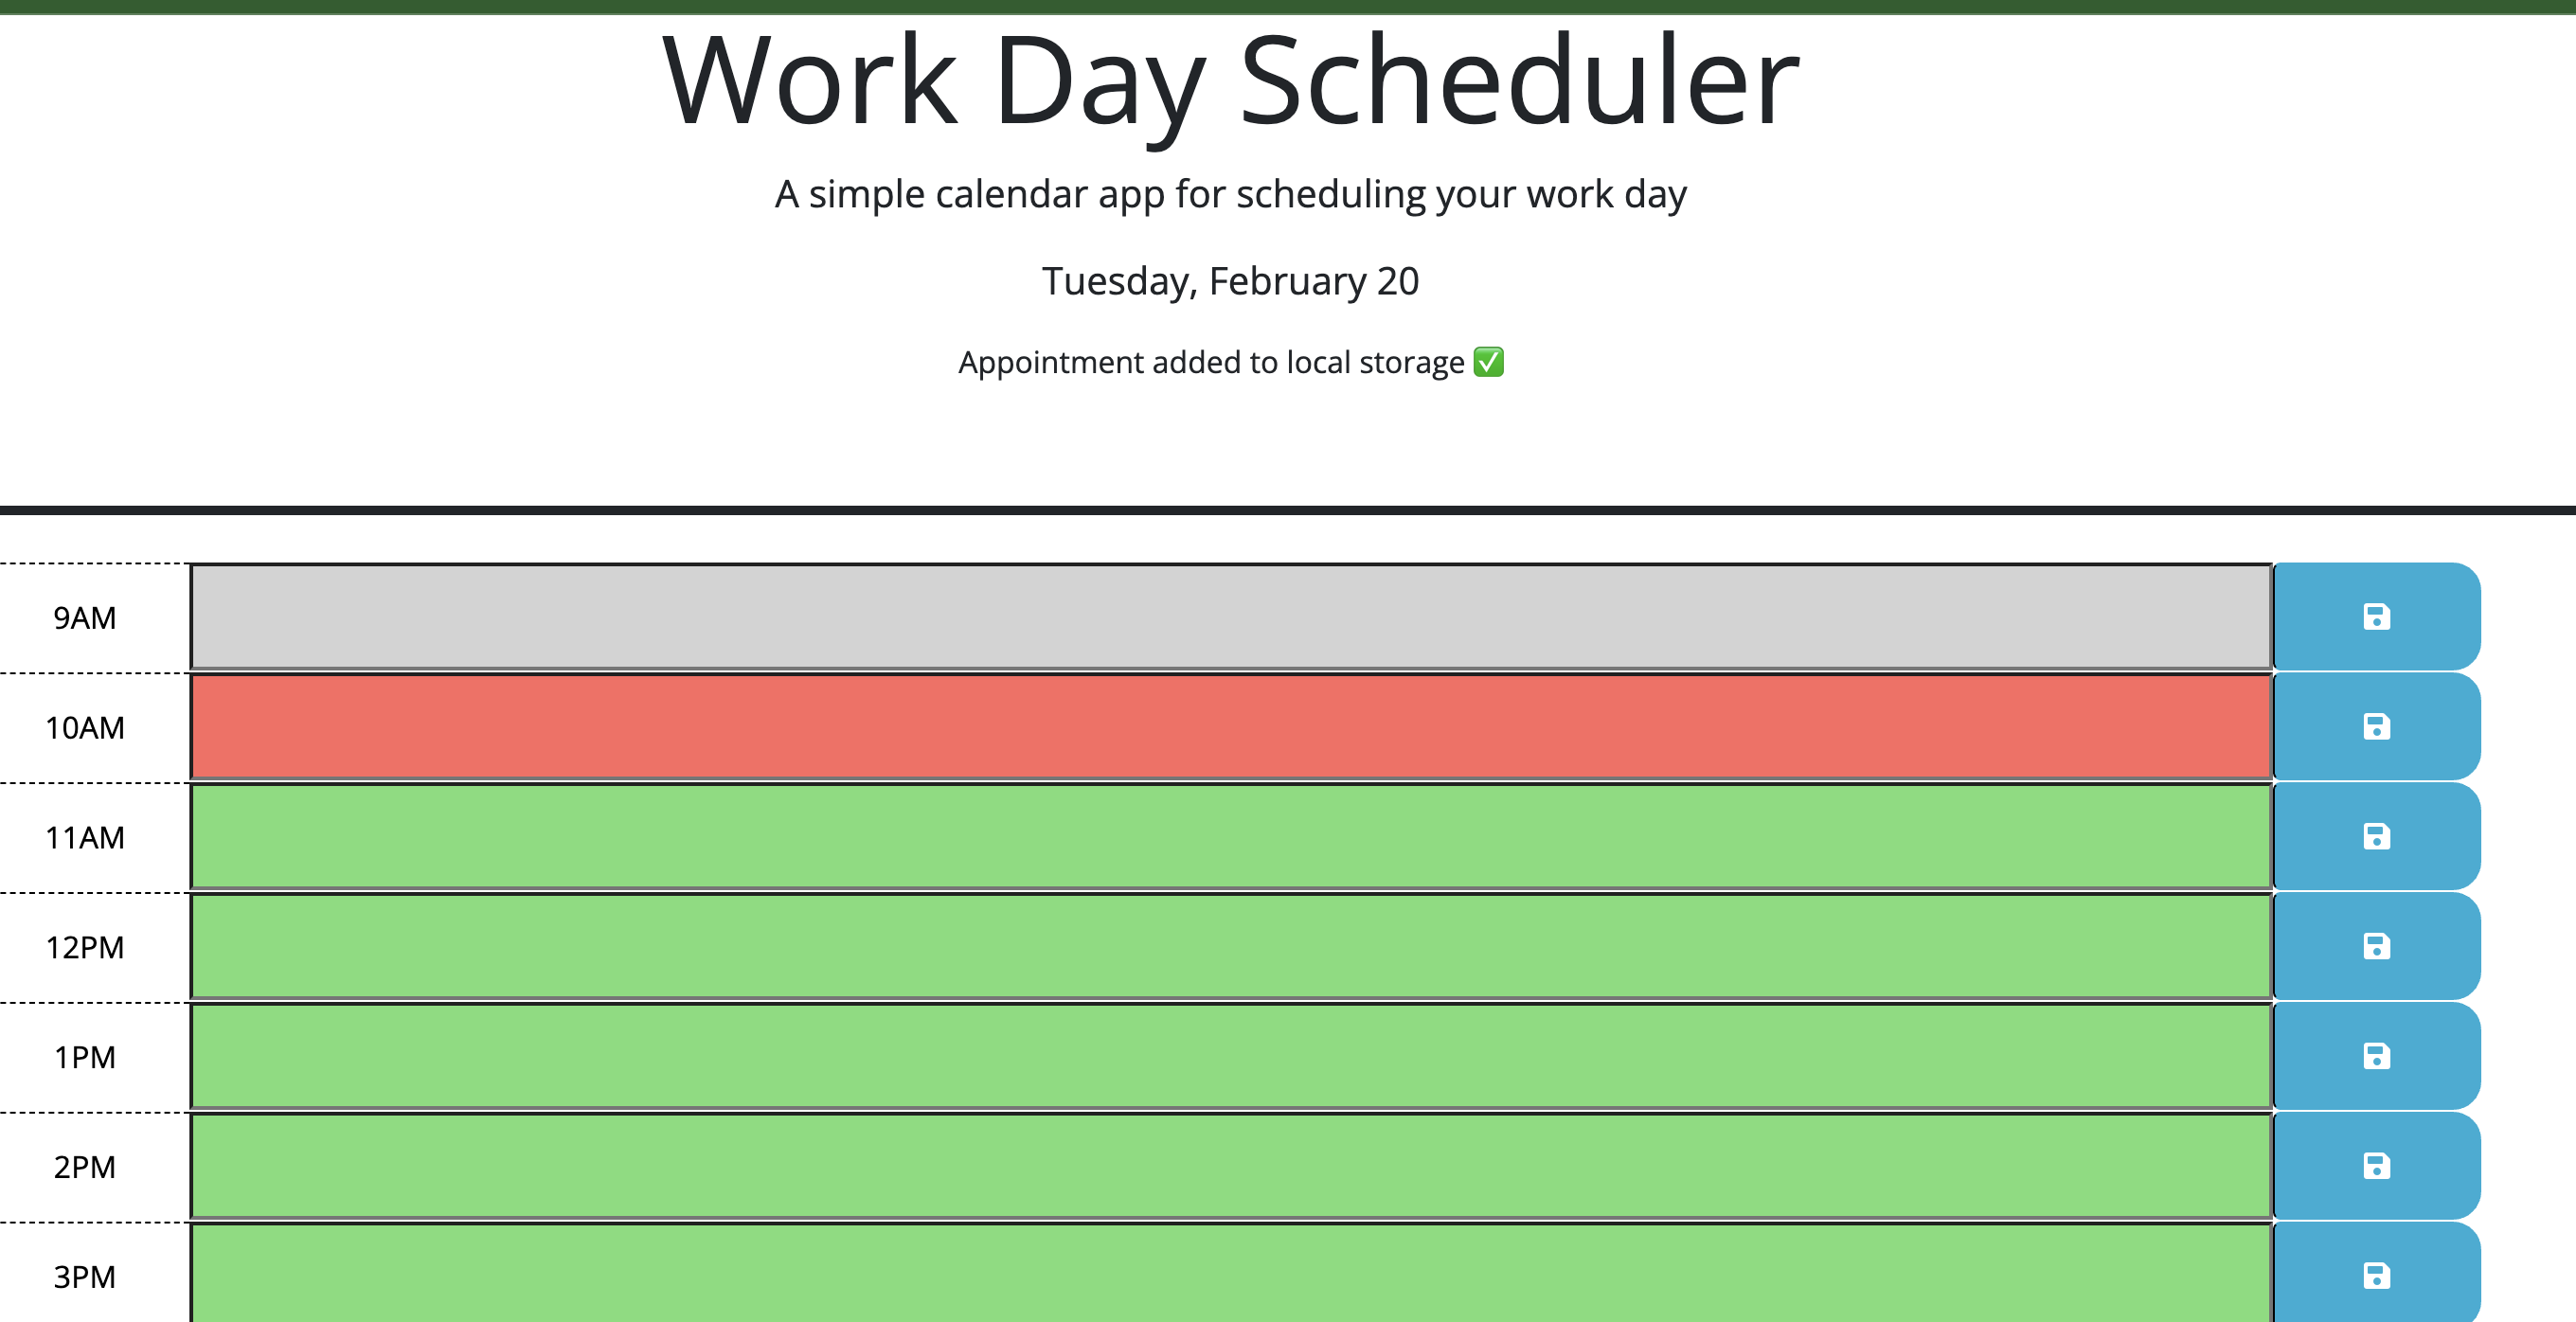 Work Day Scheduler
A simple calendar app for scheduling your work day
Tuesday, February 20
Appointment added to local storage ✅
9AM
10AM
11AM
12PM
1PM
2PM
3PM